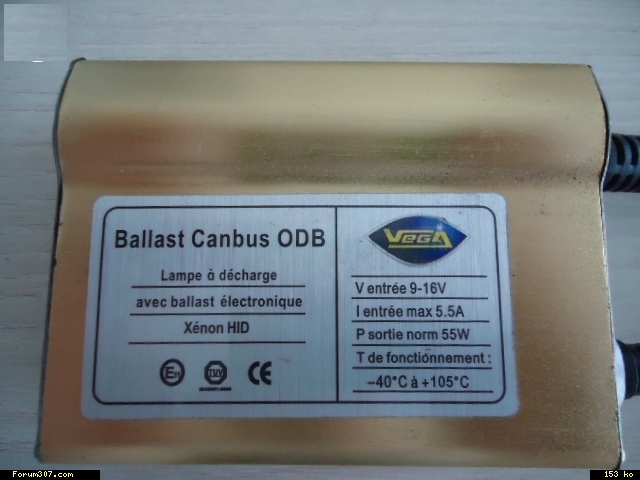 Ballast Canbus ODB
Lampe à décharge
avec ballast électronique
Xénon HID
CE
VEGA
V entrée 9-16V
I entrée max 5.5A
P sortie norm 55W
T de fonctionnement :
–40°C à +105°C
Forum307.com
153 ko